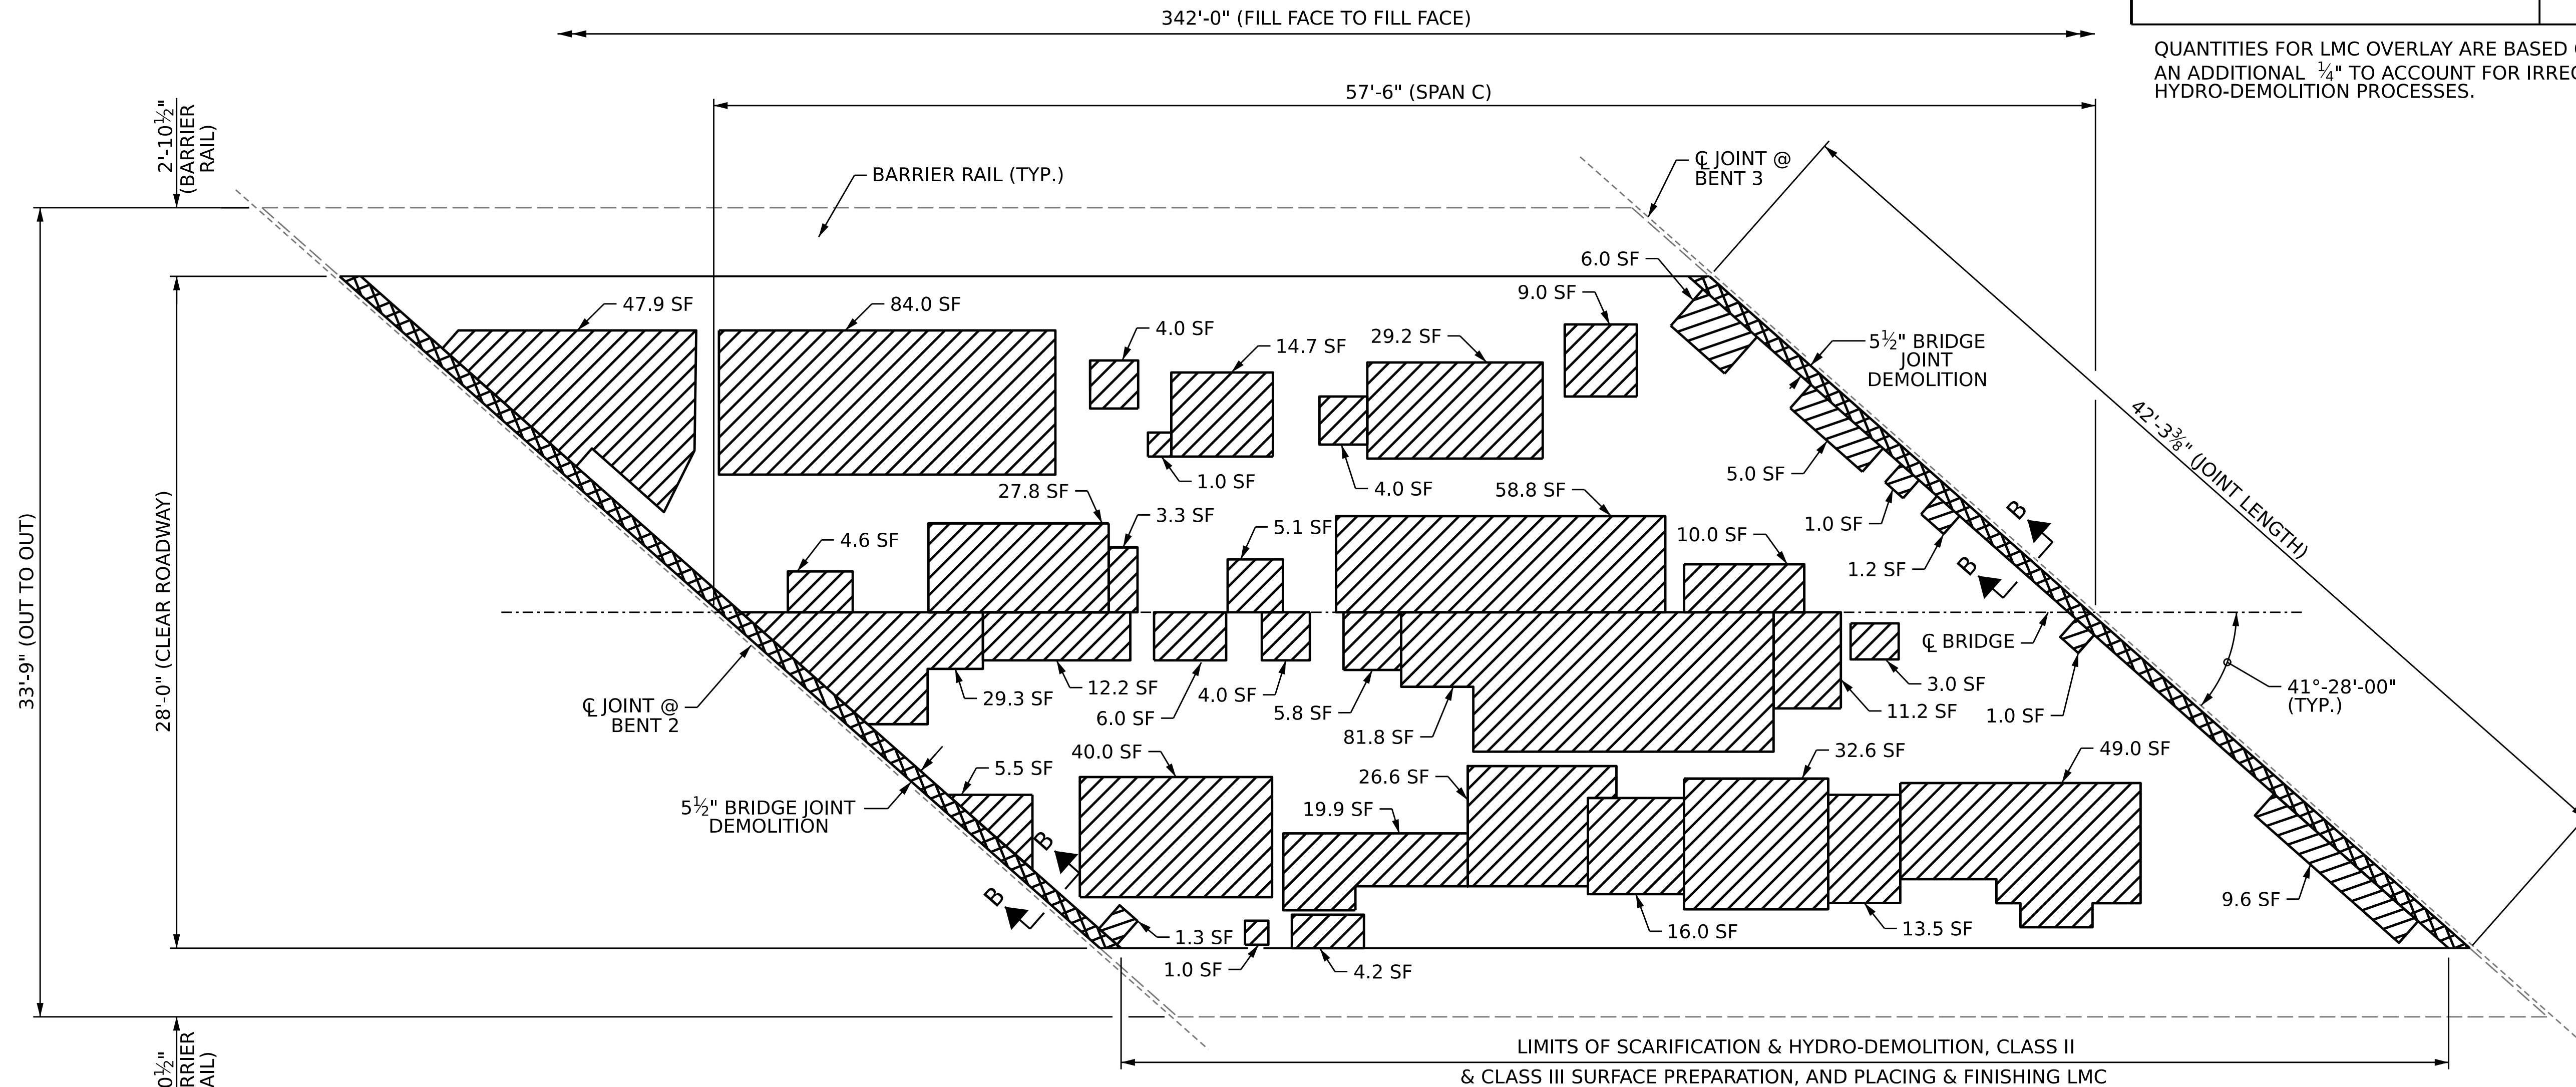 342'-0" (FILL FACE TO FILL FACE)
QUANTITIES FOR LMC OVERLAY ARE BASED
AN ADDITIONAL ¼" TO ACCOUNT FOR
HYDRO-DEMOLITION PROCESSES.
57'-6" (SPAN C)
2'-10½"
(BARRIER
RAIL)
BARRIER RAIL (TYP.)
℄ JOINT @
BENT 3
6.0 SF
9.0 SF
47.9 SF
84.0 SF
4.0 SF
14.7 SF
29.2 SF
5½" BRIDGE
JOINT
DEMOLITION
42'-3⅜" (JOINT LENGTH)
1.0 SF
4.0 SF
5.0 SF
27.8 SF
58.8 SF
3.3 SF
5.1 SF
1.0 SF
10.0 SF
4.6 SF
1.2 SF
B
B
33'-9" (OUT TO OUT)
28'-0" (CLEAR ROADWAY)
℄ BRIDGE
℄ JOINT @
BENT 2
29.3 SF
12.2 SF
6.0 SF
4.0 SF
5.8 SF
81.8 SF
3.0 SF
11.2 SF
1.0 SF
41°-28'-00"
(TYP.)
40.0 SF
5.5 SF
26.6 SF
32.6 SF
49.0 SF
5½" BRIDGE JOINT
DEMOLITION
19.9 SF
B
B
9.6 SF
1.3 SF
1.0 SF
4.2 SF
16.0 SF
13.5 SF
LIMITS OF SCARIFICATION & HYDRO-DEMOLITION, CLASS II
& CLASS III SURFACE PREPARATION, AND PLACING & FINISHING LMC